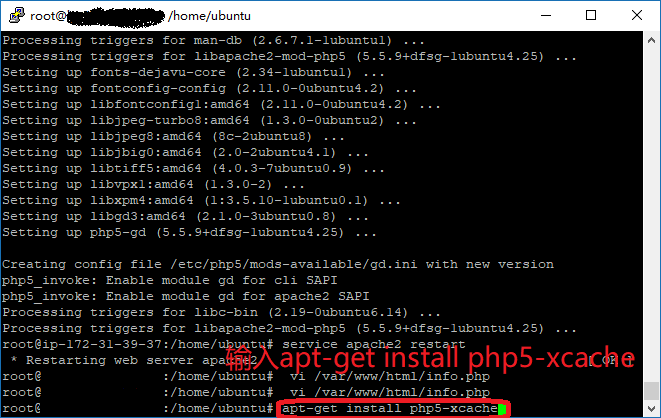 root@ /home/ubuntu
Processing triggers for man-db (2.6.7.1-1ubuntu1) ...
Processing triggers for libapache2-mod-php5 (5.5.9+dfsg-1ubuntu4.25) ...
Setting up fonts-dejavu-core (2.34-1ubuntu1) ...
Setting up fontconfig-config (2.11.0-0ubuntu4.2) ...
Setting up libfontconfig1:amd64 (2.11.0-0ubuntu4.2) ...
Setting up libjpeg-turbo8:amd64 (1.3.0-0ubuntu2) ...
Setting up libjpeg8:amd64 (8c-2ubuntu8) ...
Setting up libjbig0:amd64 (2.0-2ubuntu4.1) ...
Setting up libtiff5:amd64 (4.0.3-7ubuntu0.9) ...
Setting up libvpx1:amd64 (1.3.0-2) ...
Setting up libxpm4:amd64 (1:3.5.10-1ubuntu0.1) ...
Setting up libgd3:amd64 (2.1.0-3ubuntu0.8) ...
Setting up php5-gd (5.5.9+dfsg-1ubuntu4.25) ...
Creating config file /etc/php5/mods-available/gd.ini with new version
php5_invoke: Enable module gd for cli SAPI
php5_invoke: Enable module gd for apache2 SAPI
Processing triggers for libc-bin (2.19-0ubuntu6.14) ...
Processing triggers for libapache2-mod-php5 (5.5.9+dfsg-1ubuntu4.25) ...
root@ip-172-31-39-37:/home/ubuntu# service apache2 restart
输入apt-get install php5-xcache
* Restarting web server apache2
root@ :/home/ubuntu# vi /var/www/html/info.php
root@ :/home/ubuntu# vi /var/www/html/info.php
root@ :/home/ubuntu# apt-get install php5-xcache